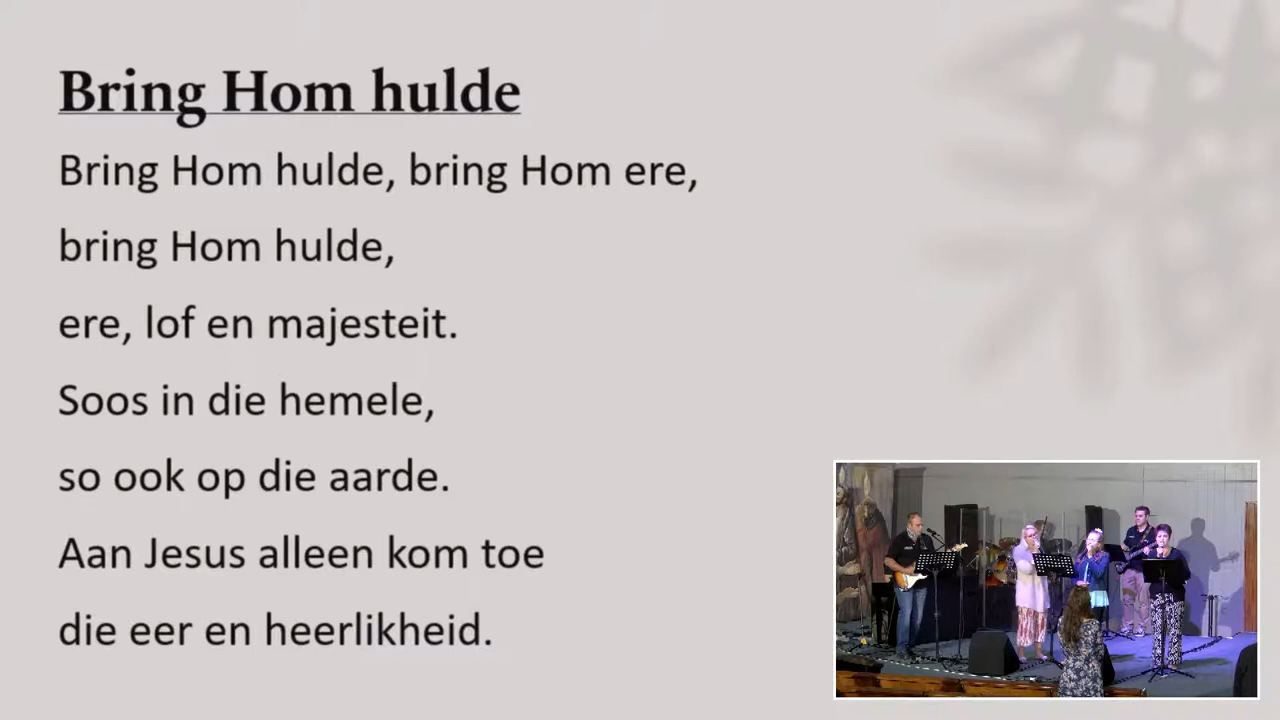 Bring Hom hulde
Bring Hom hulde, bring Hom ere,
bring Hom hulde,
ere, lof en majesteit.
Soos in die hemele,
so ook op die aarde.
Aan Jesus alleen kom toe
die eer en heerlikheid.